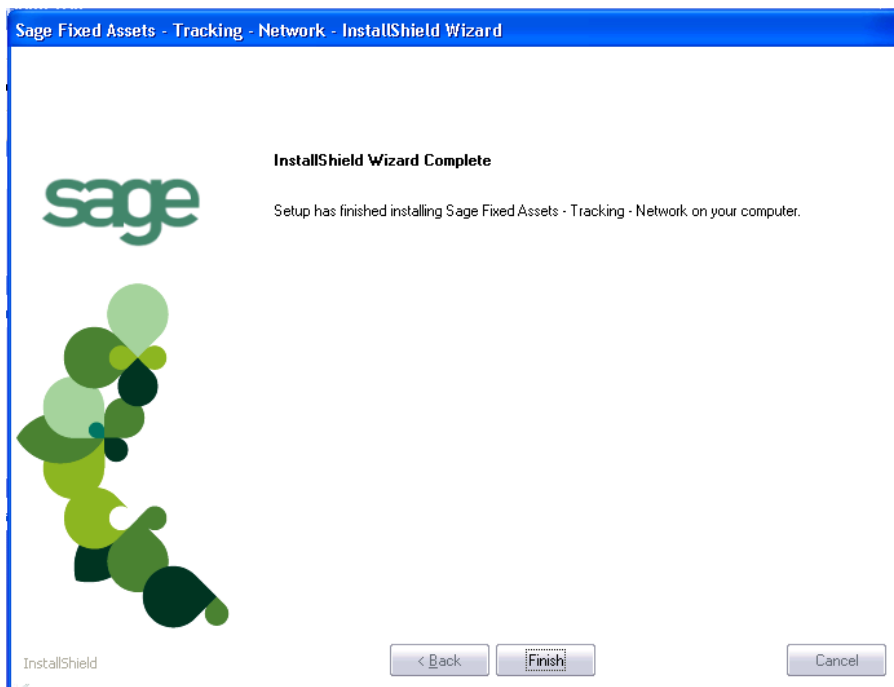 Sage Fixed Assets - Tracking - Network - InstallShield Wizard
InstallShield Wizard Complete
sage
Setup has finished installing Sage Fixed Assets - Tracking - Network on your computer.
InstallShield
< Back
Finish
Cancel